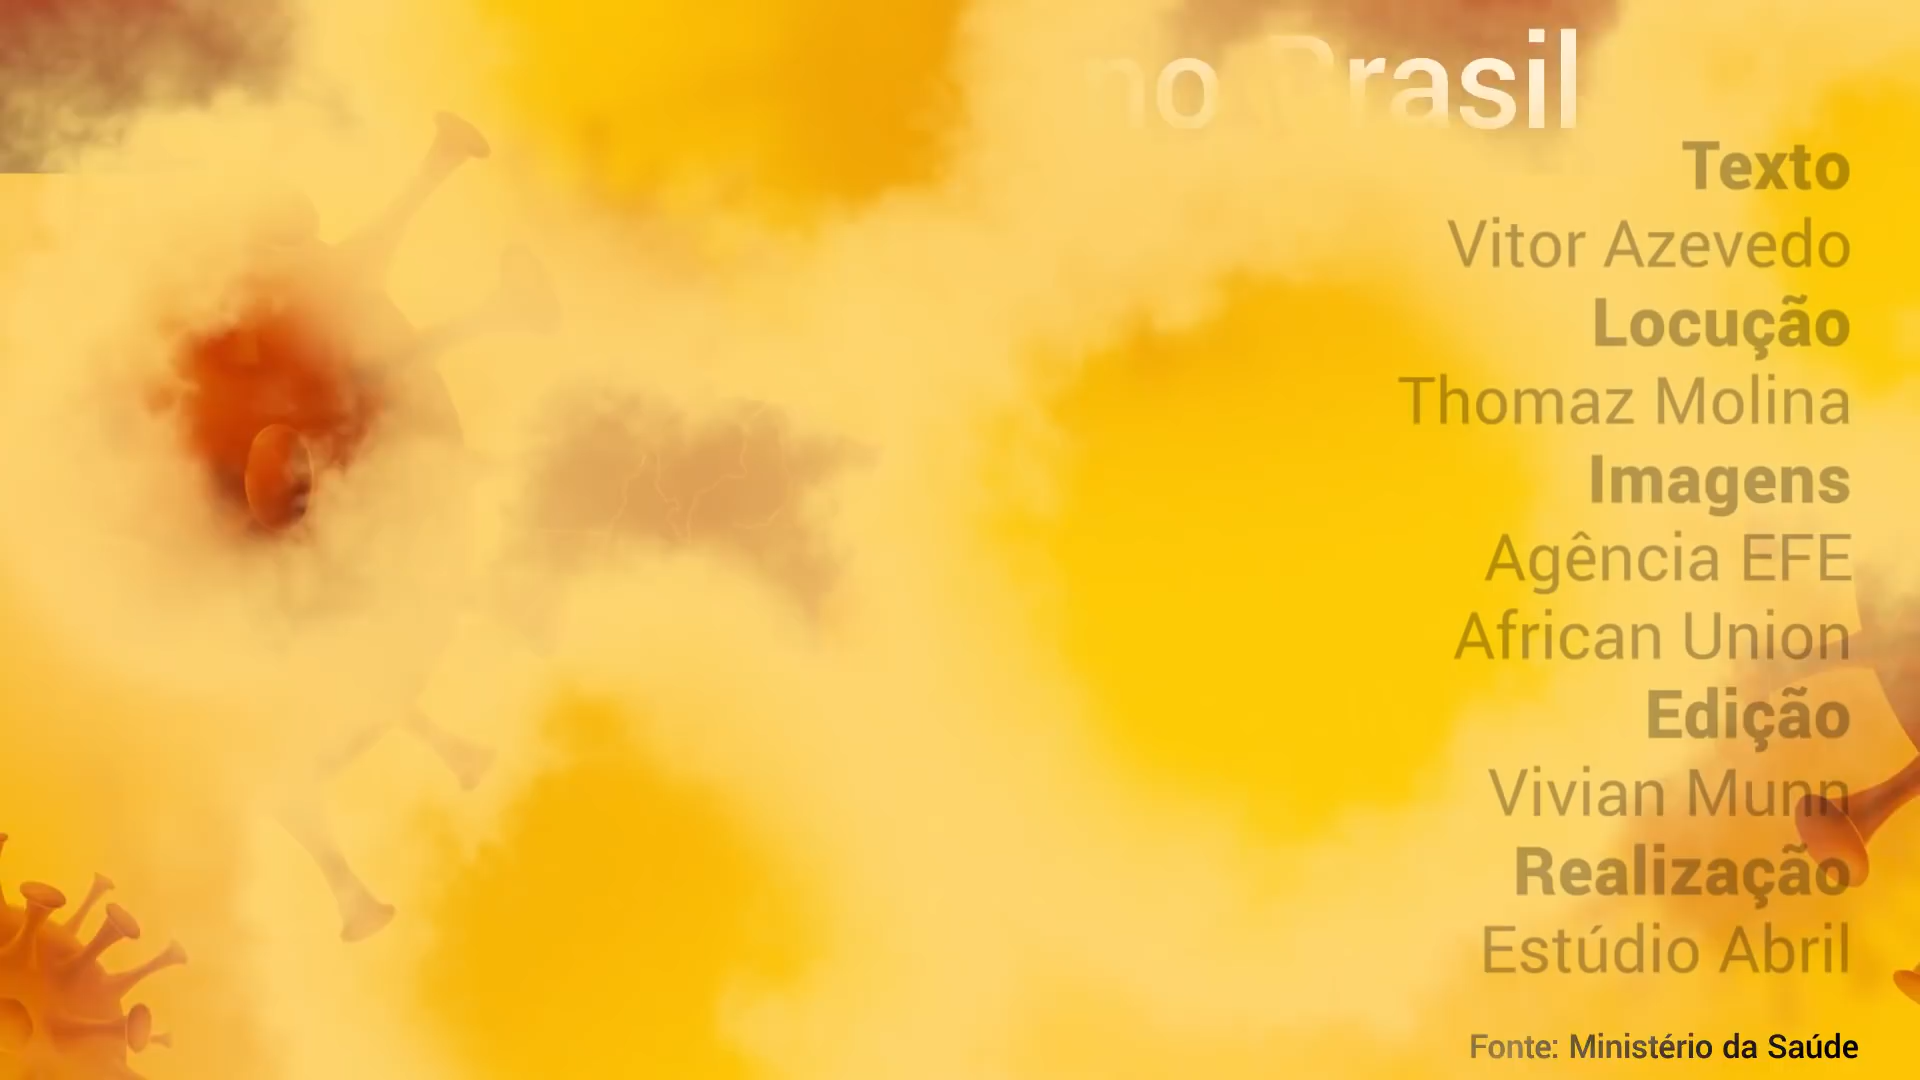 no Brasil
Texto
Vitor Azevedo
Locução
Thomaz Molina
Imagens
Agência EFE
African Union
Edição
Vivian Munn
Realização
Estúdio Abril
Fonte: Ministério da Saúde